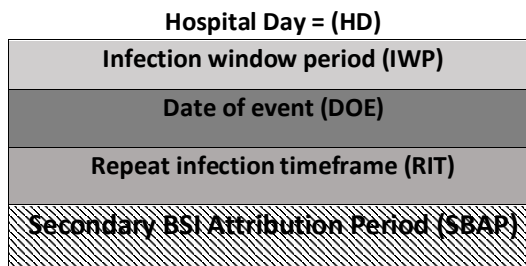 Hospital Day = (HD)
Infection window period (IWP)
Date of event (DOE)
Repeat infection timeframe (RIT)
Secondary BSI Attribution Period (SBAP)